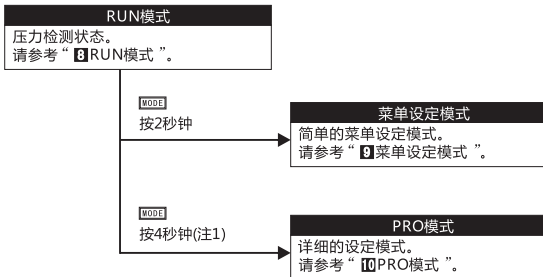 RUN模式
压力检测状态。
请参考“ 8RUN模式 ”。
MODE
按2秒钟
菜单设定模式
简单的菜单设定模式。
请参考“ 9菜单设定模式 ”。
MODE
按4秒钟(注1)
PRO模式
详细的设定模式。
请参考“ 10PRO模式 ”。